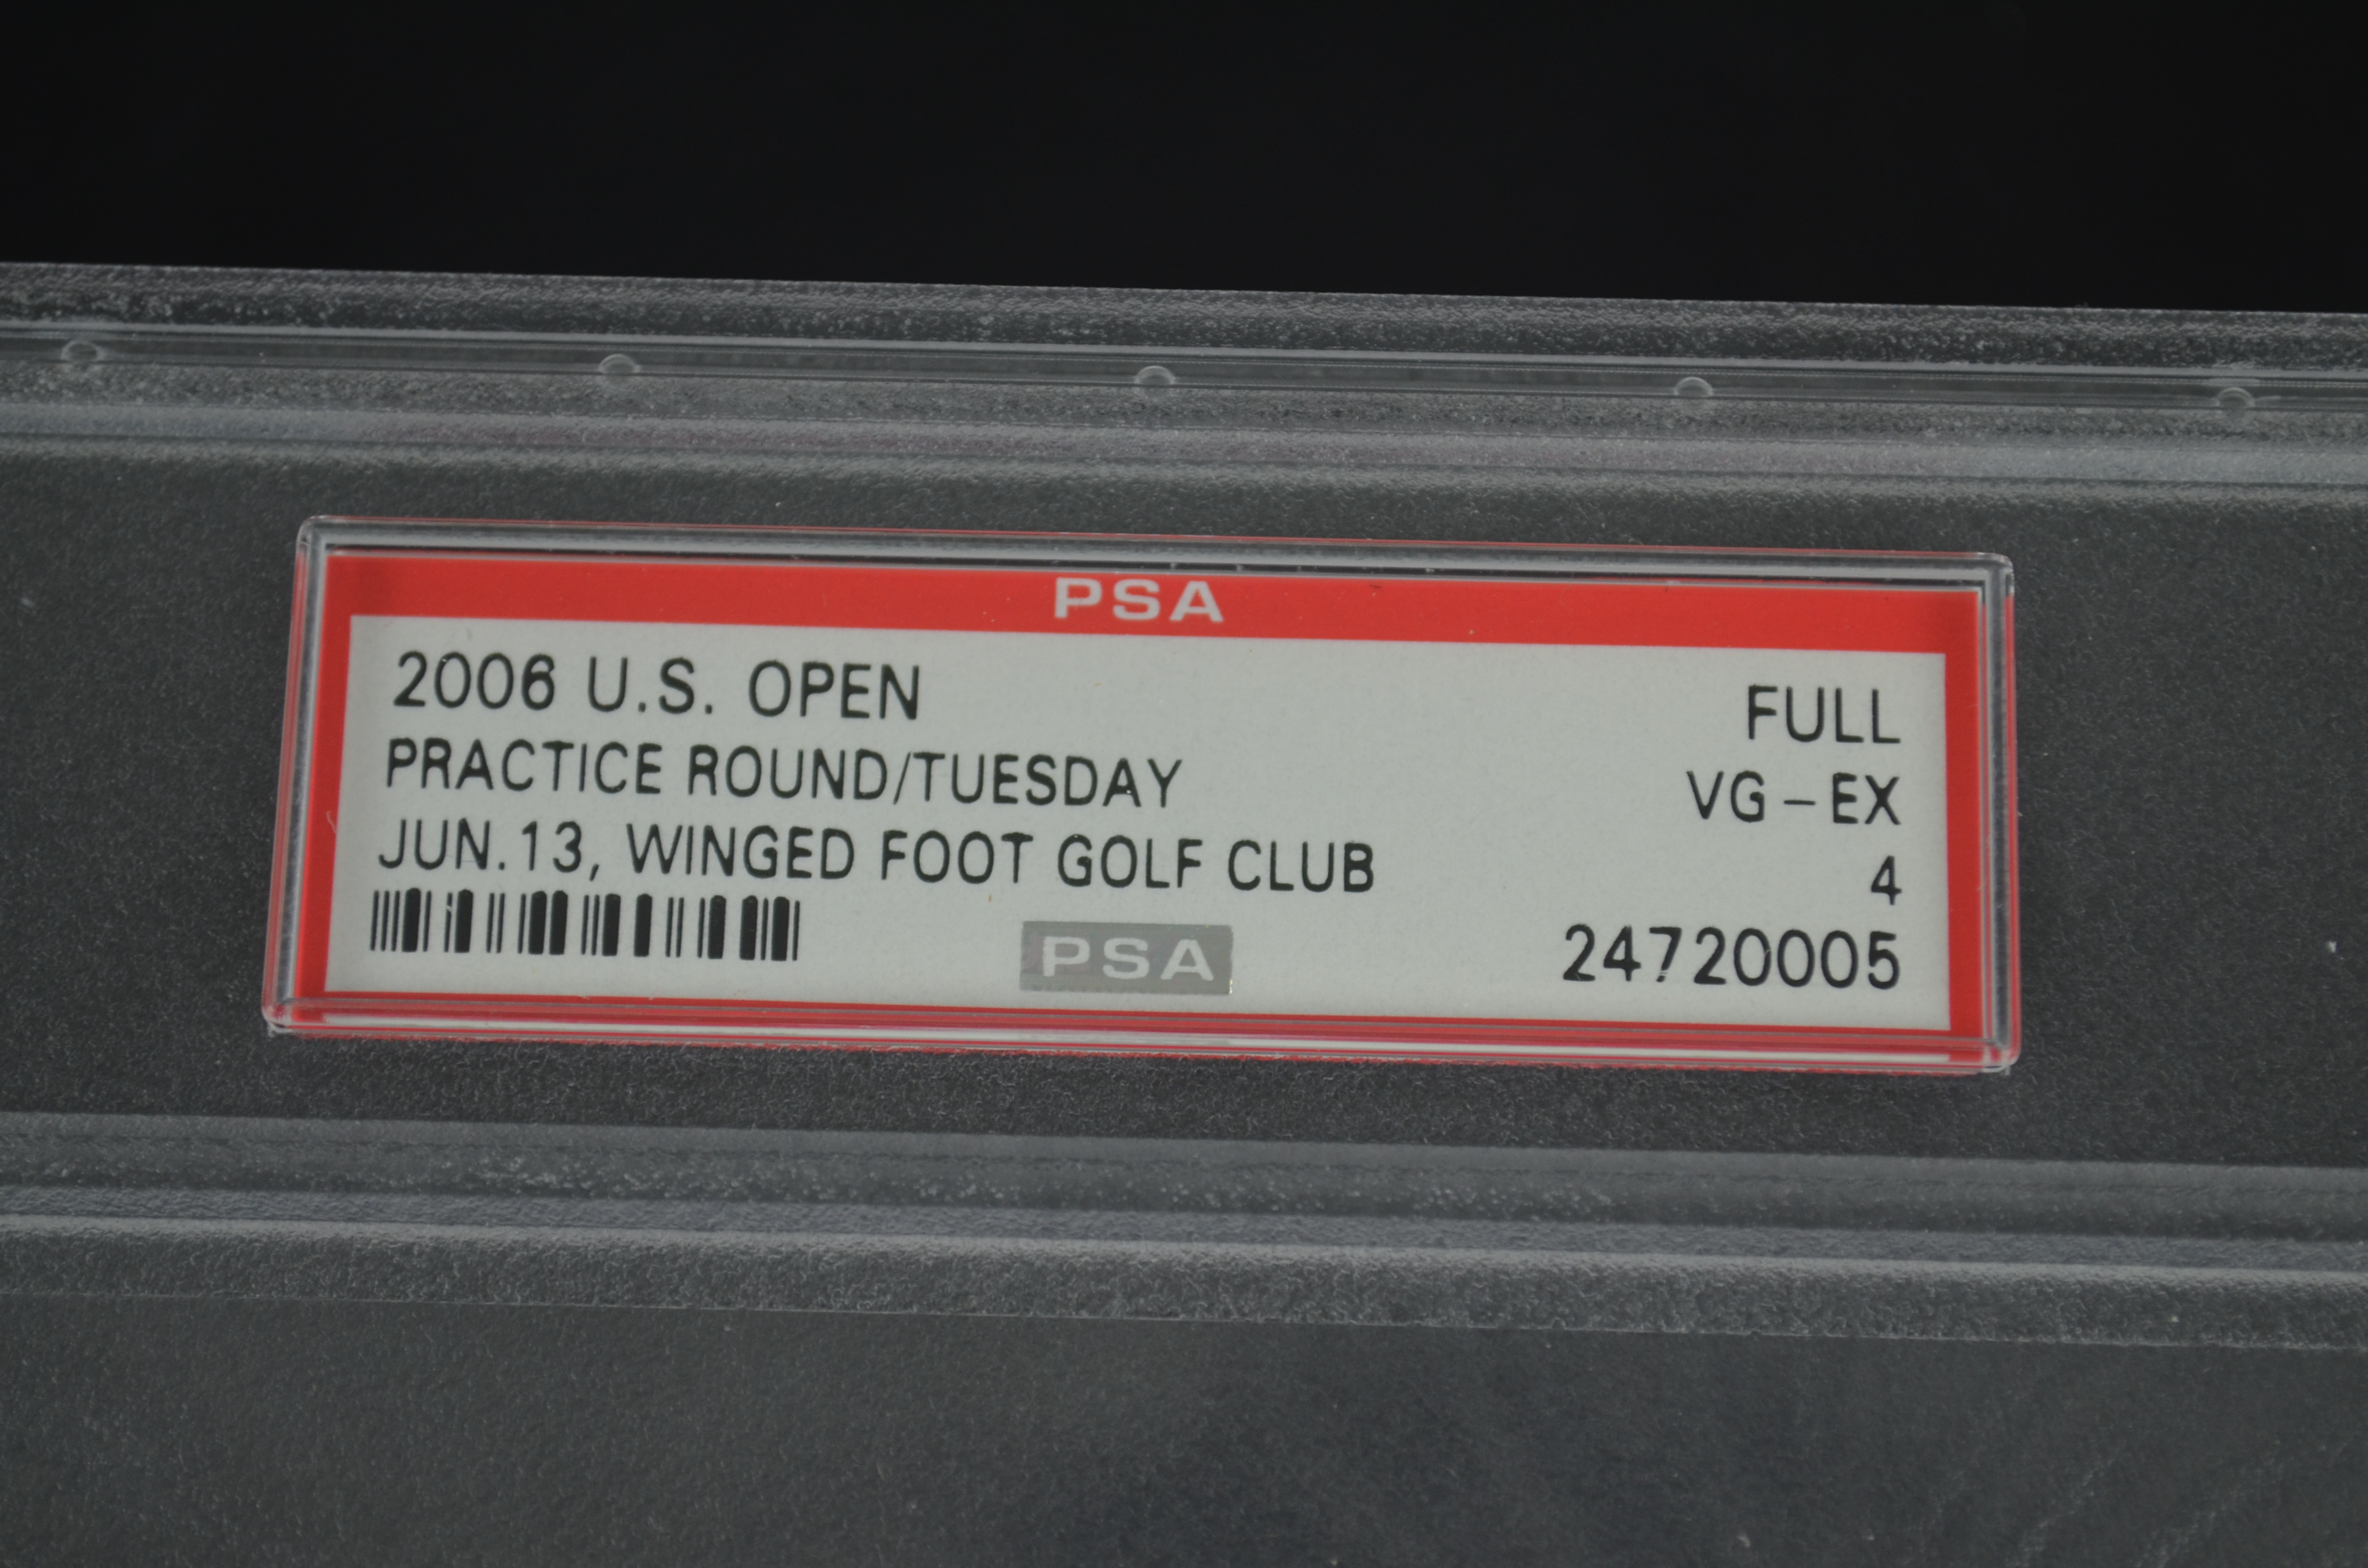 PSA
2006 U.S. OPEN
PRACTICE ROUND/TUESDAY
JUN.13, WINGED FOOT GOLF CLUB
FULL
VG-EX
4
24720005
PSA